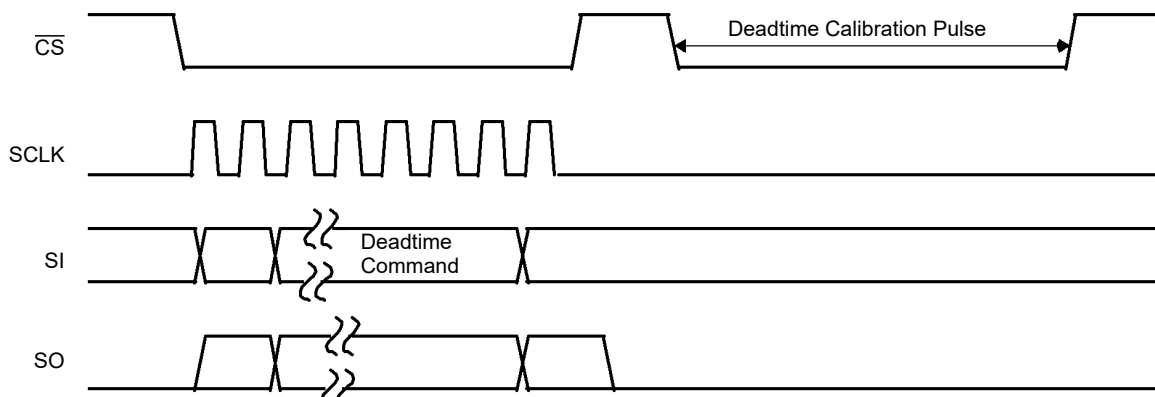 CS
Deadtime Calibration Pulse
SCLK
SI
Deadtime
Command
SO